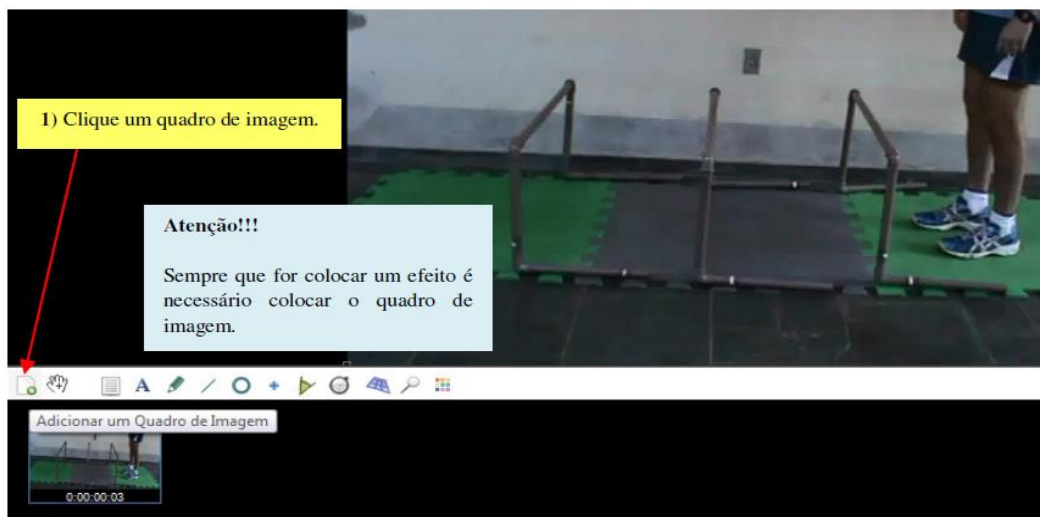 1) Clique um quadro de imagem.
Atenção!!!
Sempre que for colocar um efeito é
necessário colocar o quadro de
imagem.
A
Adicionar um Quadro de Imagem
0:00:00:03